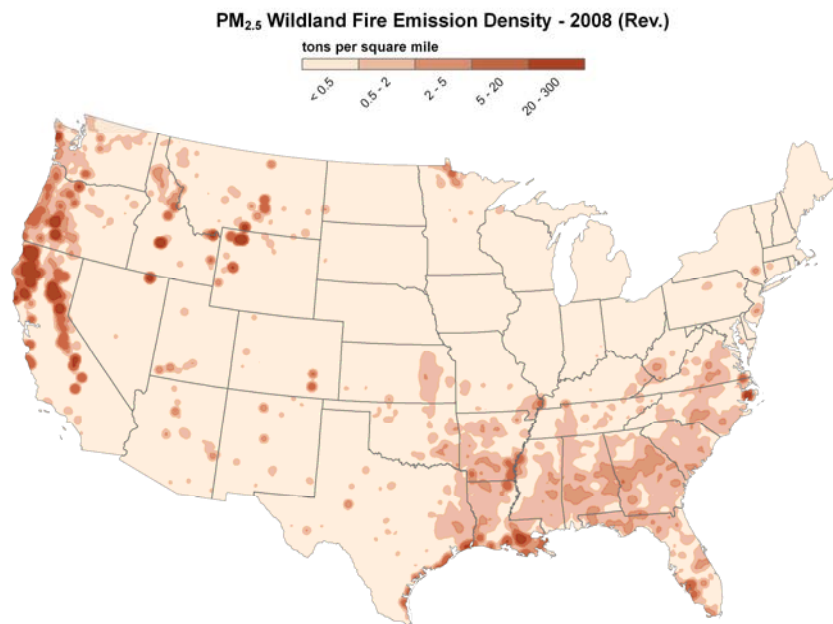 PM2.5 Wildland Fire Emission Density - 2008 (Rev.)
tons per square mile
< 0.5
0.5 - 2
2 - 5
5 - 20
20 - 300